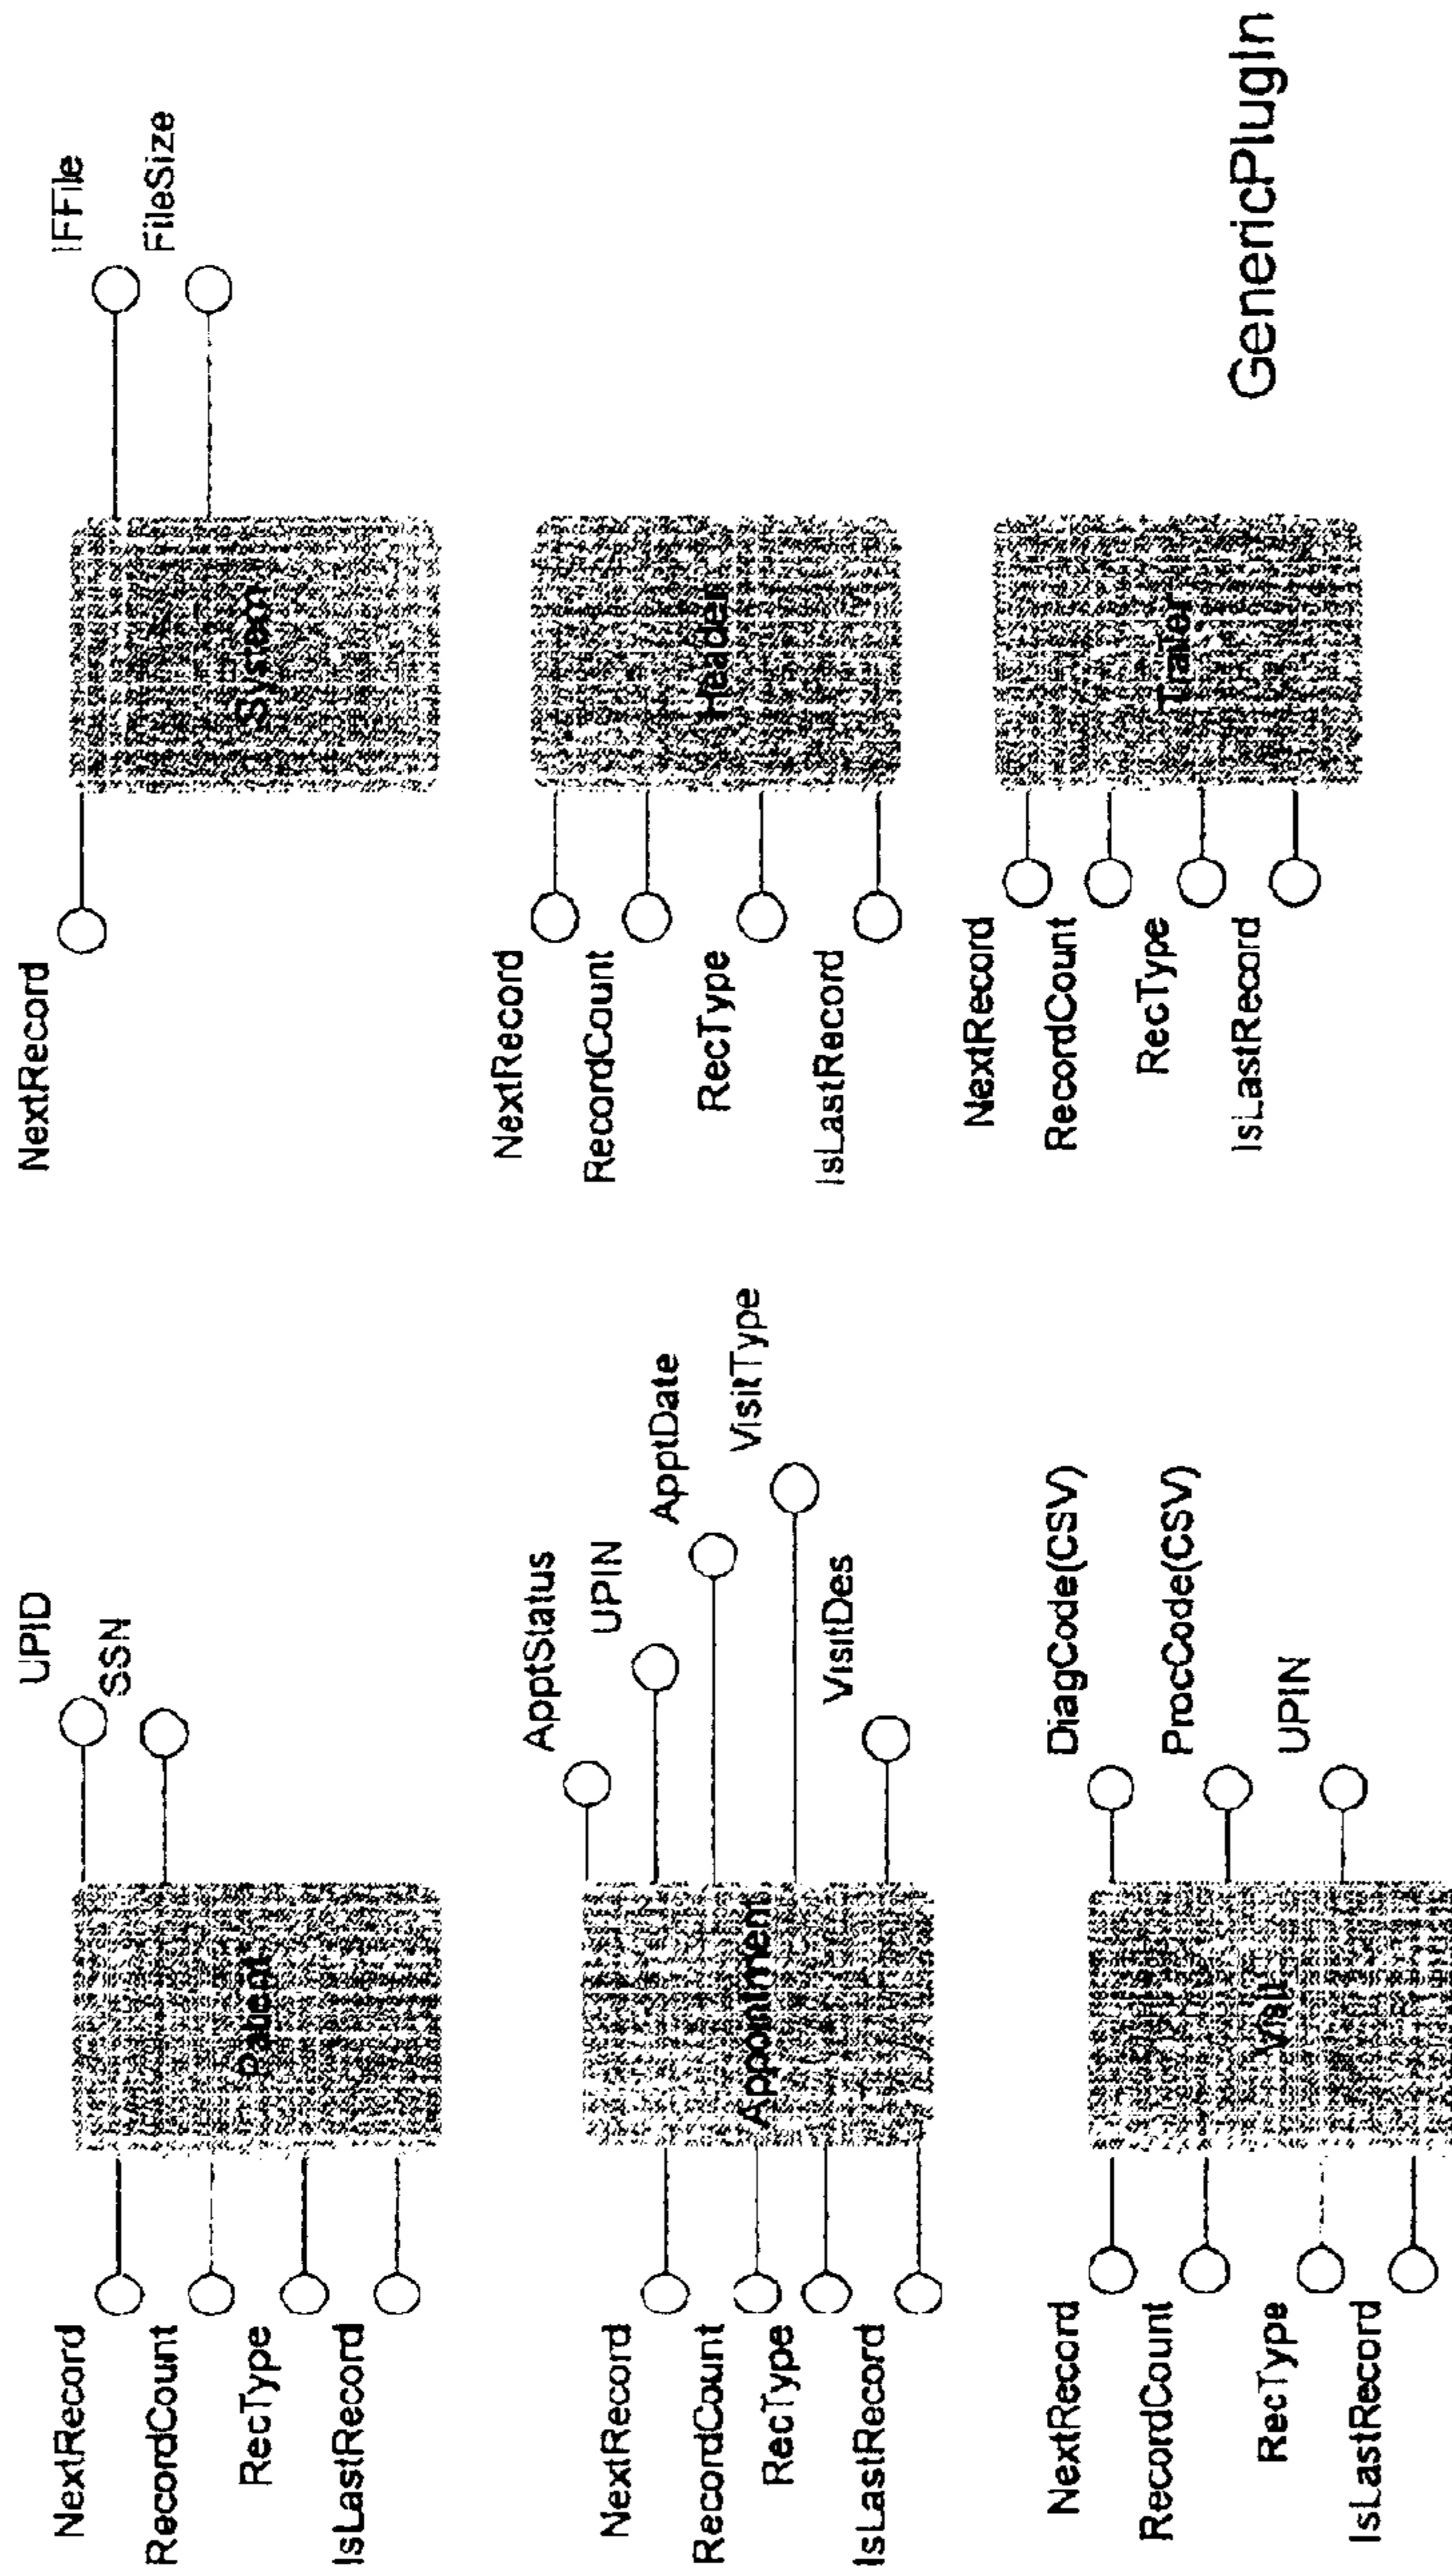 NextRecord
RecordCount
RecType
IsLastRecord
Patient
UPID
SSN
NextRecord
RecordCount
RecType
IsLastRecord
Appointment
ApptStatus
UPIN
ApptDate
VisitType
VisitDes
NextRecord
RecordCount
RecType
IsLastRecord
Visit
DiagCode(CSV)
ProcCode(CSV)
UPIN
NextRecord
System
IFFile
FileSize
NextRecord
RecordCount
RecType
IsLastRecord
Header
NextRecord
RecordCount
RecType
IsLastRecord
Trailer
GenericPlugIn